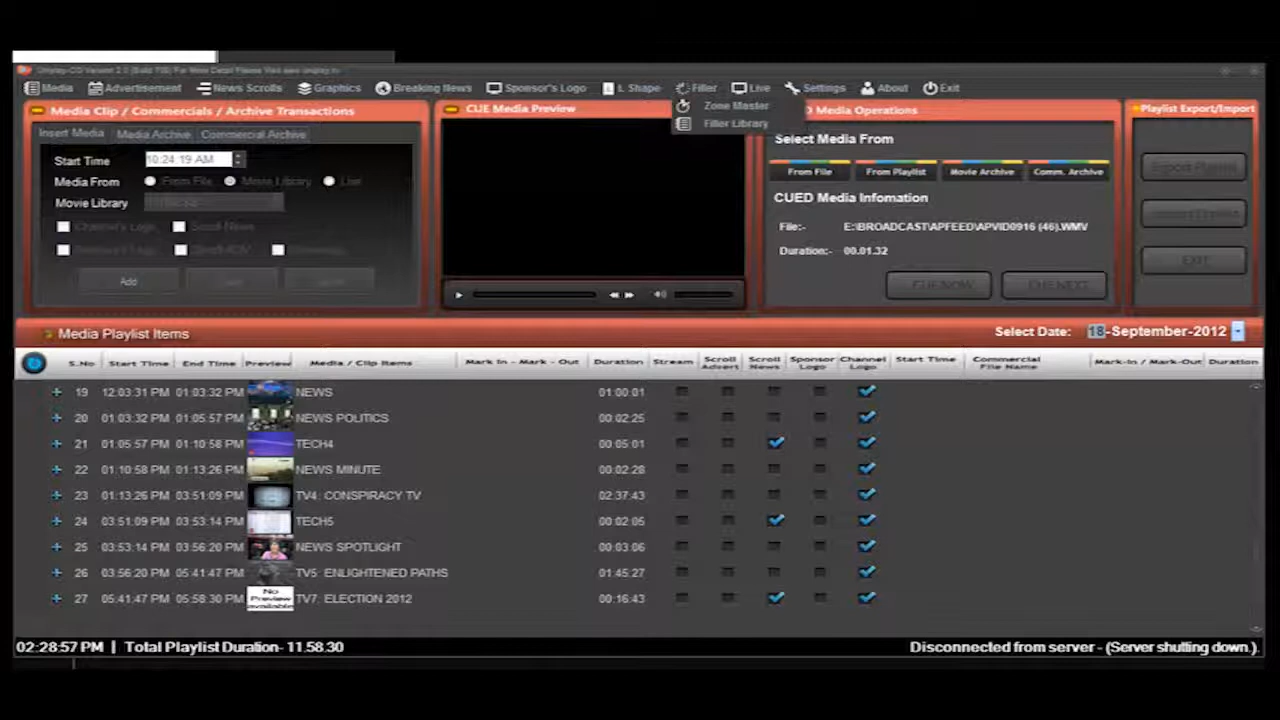 Media
Advertisement
News Scrolls
Graphics
Breaking News
Sponsor's Logo
L Shape
Filler
Live
Settings
About
Exit
Zone Master
Filler Library
Media Clip / Commercials / Archive Transactions
Insert Media
Media Archive
Commercial Archive
Start Time
10:24:19 AM
Media From
From File
Movie Library
Live
Movie Library
Add
CUE Media Preview
D Media Operations
Select Media From
From File
From Playlist
Movie Archive
Comm. Archive
CUED Media Infomation
File:- E:\BROADCAST\APFEED\APVID0916 (46).WMV
Duration:- 00.01.32
CUE NOW
CUE NEXT
Playlist Export/Import
Export Playlist
EXIT
Media Playlist Items
Select Date: 18-September-2012
S.No Start Time End Time Preview Media / Clip Items Mark In - Mark - Out Duration Stream Scroll Advert Scroll News Sponsor Logo Channel Logo Start Time Commercial File Name Mark-In / Mark-Out Duration
19 12:03:31 PM 01:03:32 PM NEWS 01:00:01
20 01:03:32 PM 01:05:57 PM NEWS POLITICS 00:02:25
21 01:05:57 PM 01:10:58 PM TECH4 00:05:01
22 01:10:58 PM 01:13:26 PM NEWS MINUTE 00:02:28
23 01:13:26 PM 03:51:09 PM TV4: CONSPIRACY TV 02:37:43
24 03:51:09 PM 03:53:14 PM TECH5 00:02:05
25 03:53:14 PM 03:56:20 PM NEWS SPOTLIGHT 00:03:06
26 03:56:20 PM 05:41:47 PM TV5: ENLIGHTENED PATHS 01:45:27
27 05:41:47 PM 05:58:30 PM No Preview available TV7: ELECTION 2012 00:16:43
02:28:57 PM | Total Playlist Duration- 11.58.30
Disconnected from server - (Server shutting down.).